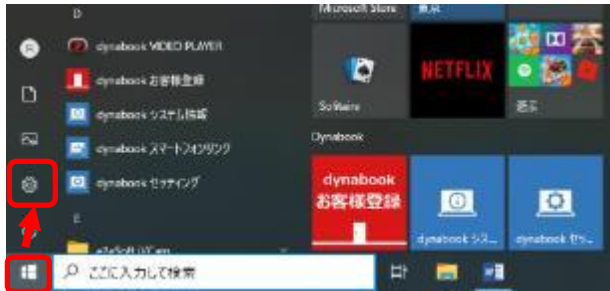 D
dynabook VIDEO PLAYER
dynabook お客様登録
dynabook システム情報
dynabook スマートフォンリンク
dynabook セッティング
E
ここに入力して検索
Microsoft Store
東京
Solitaire
NETFLIX
遊ぶ
Dynabook
dynabook
お客様登録
dynabook シス...
dynabook セッ...